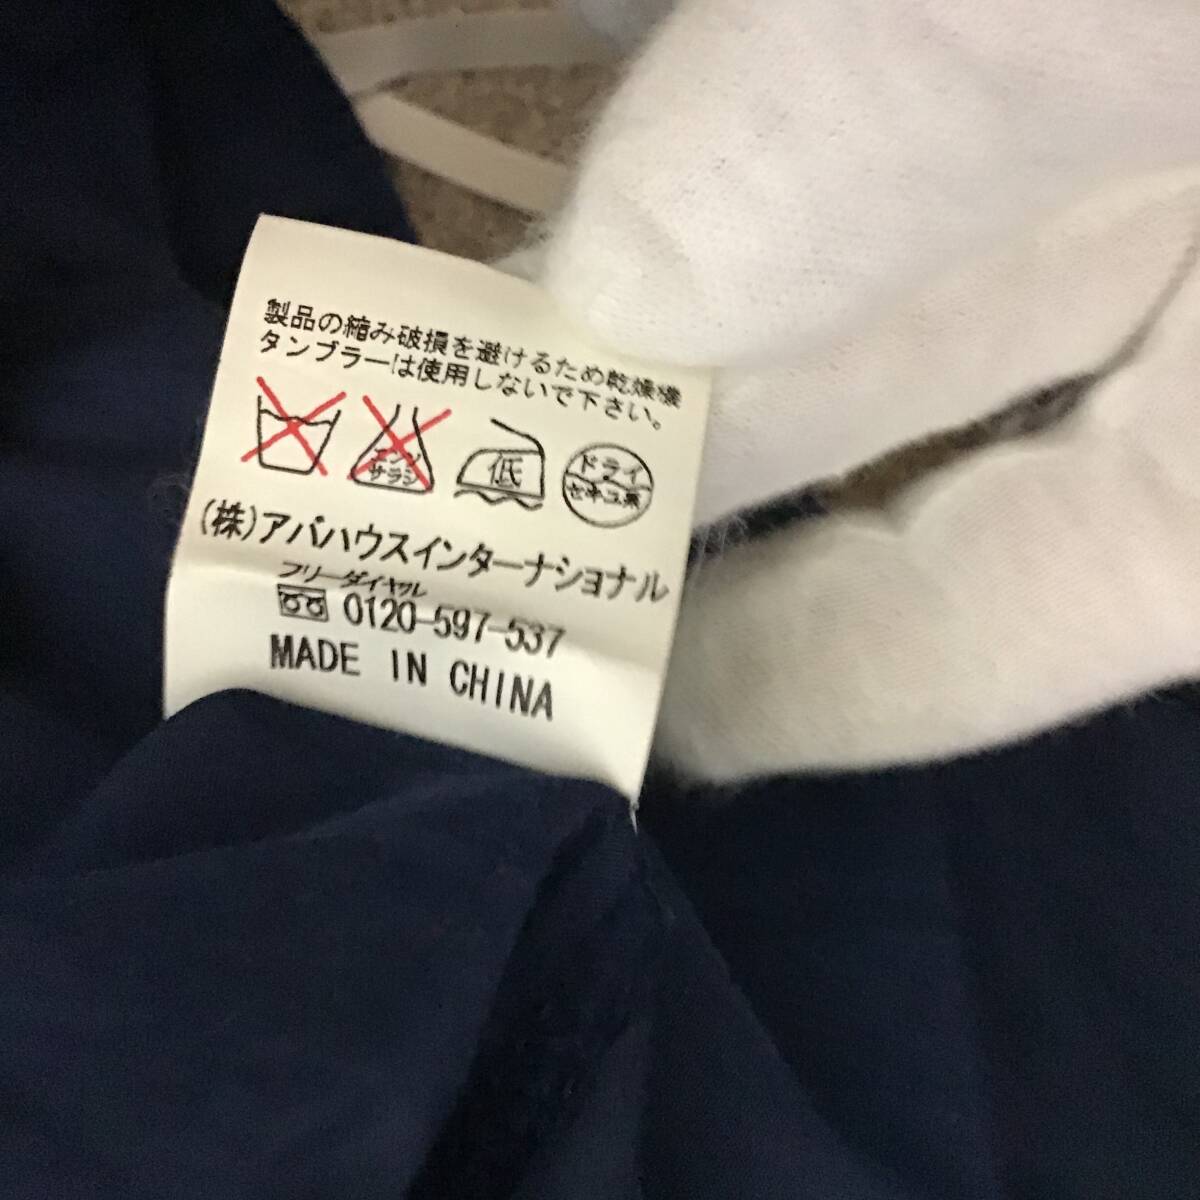 製品の縮み破損を避けるため乾燥機
タンブラーは使用しないで下さい。
エンソ
サラシ
低
ドライ
セキユ系
(株)アバハウスインターナショナル
フリーダイヤル
0120-597-537
MADE IN CHINA